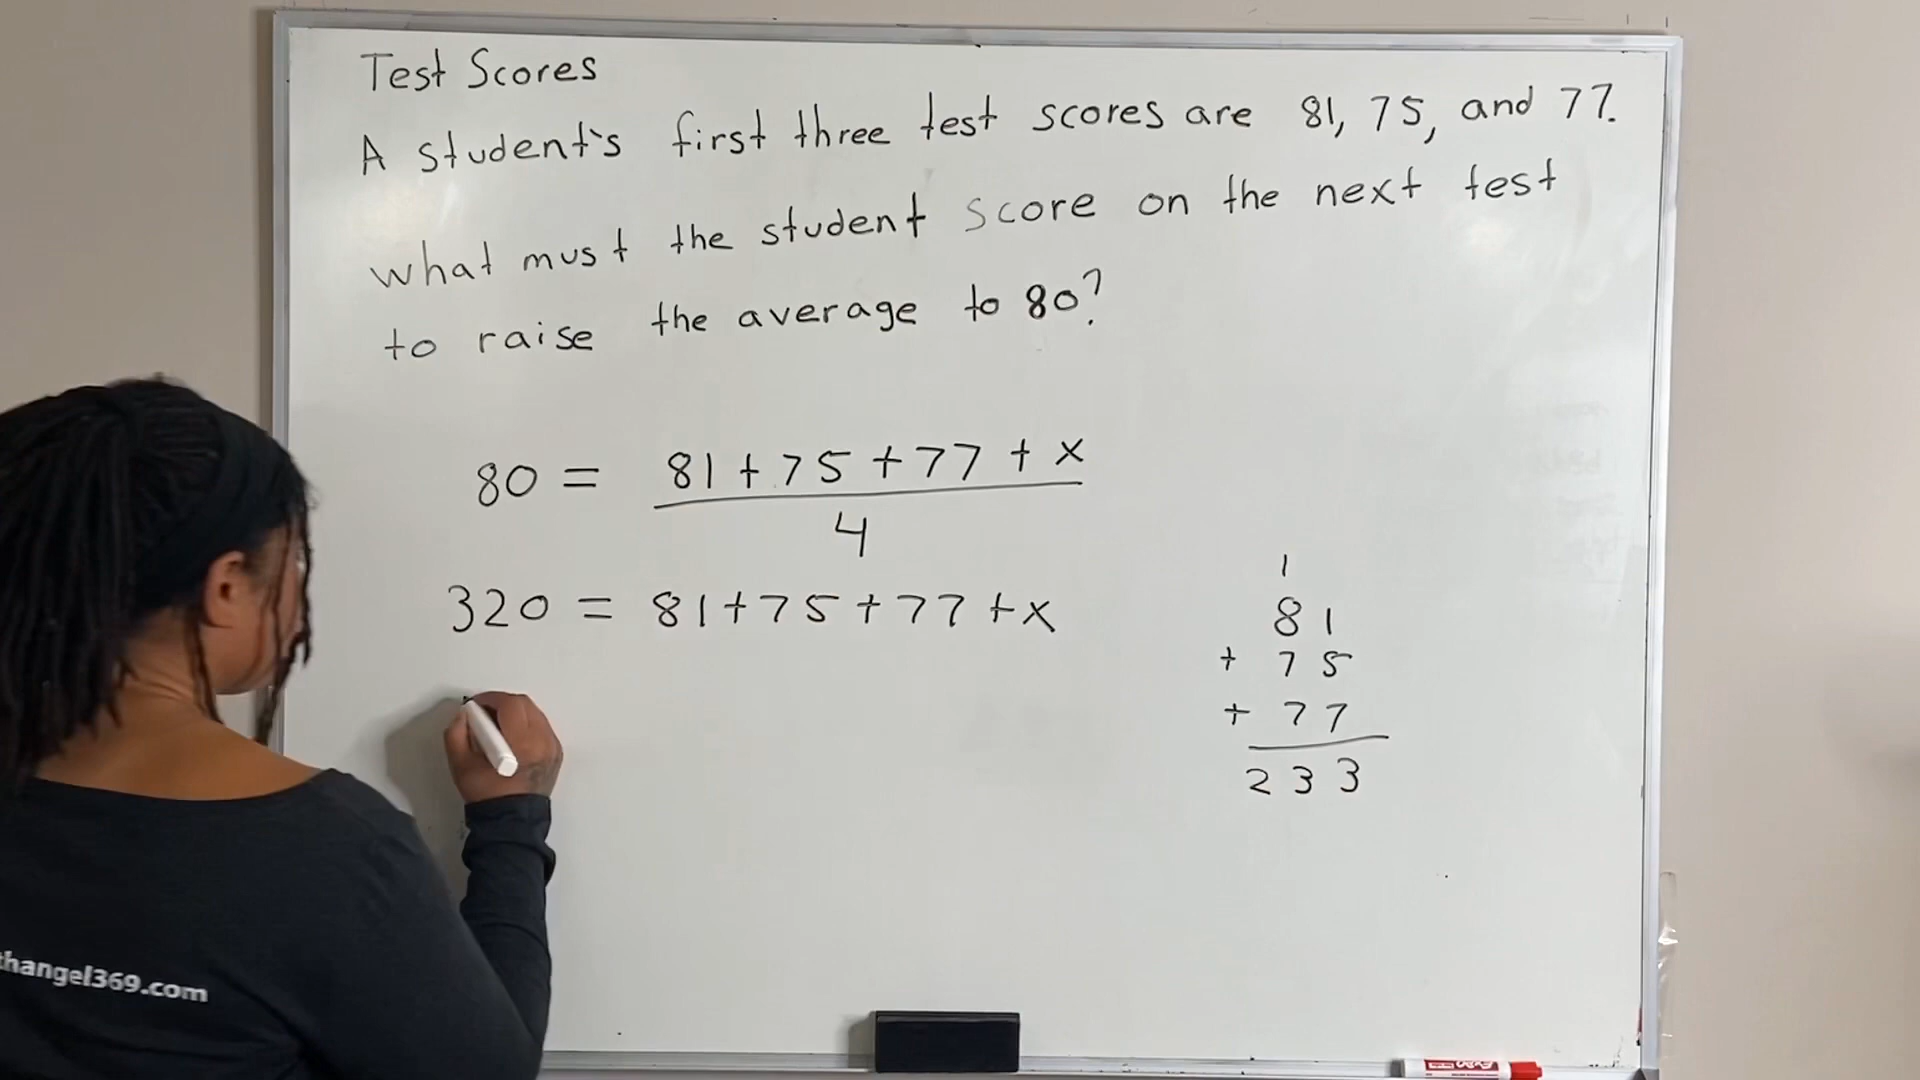 Test Scores
A student's first three test scores are 81, 75, and 77.
what must the student score on the next test
to raise the average to 80?
80 = 81+75+77+x
4
320 = 81+75+77+x
1
81
+ 75
+ 77
233
thangel369.com
EXPO